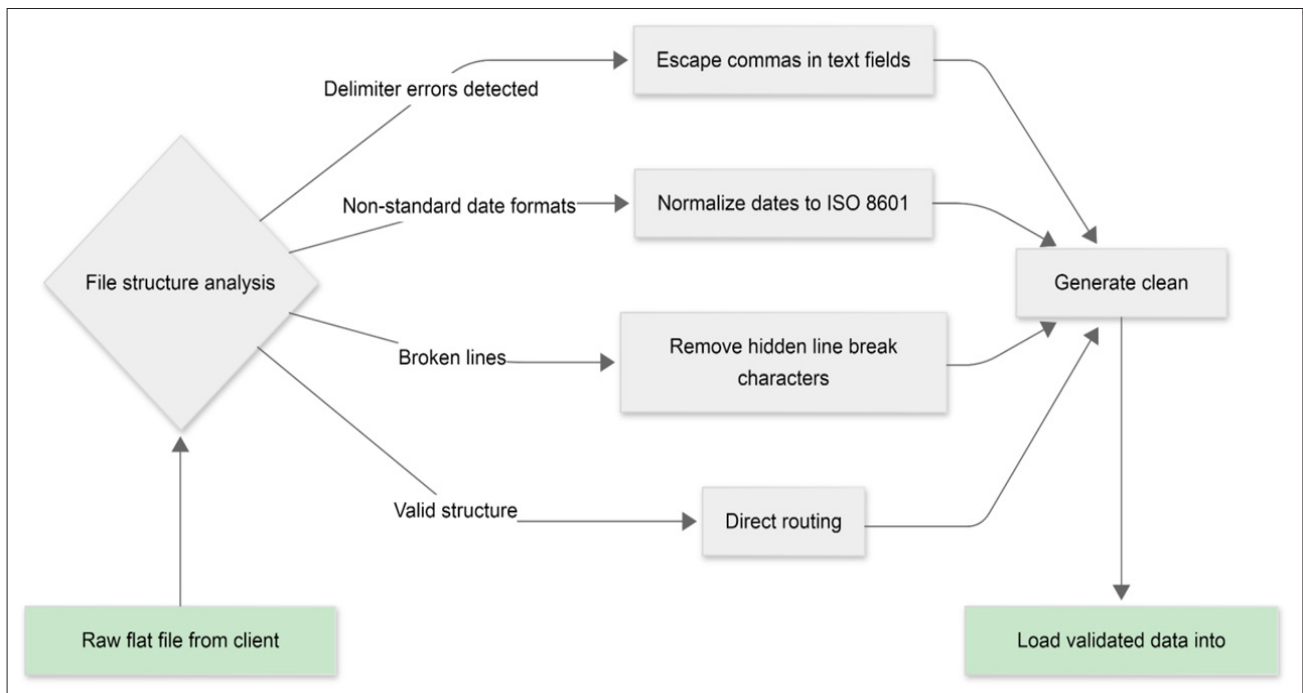 Escape commas in text fields
Delimiter errors detected
Non-standard date formats
Normalize dates to ISO 8601
File structure analysis
Generate clean
Broken lines
Remove hidden line break
characters
Valid structure
Direct routing
Raw flat file from client
Load validated data into